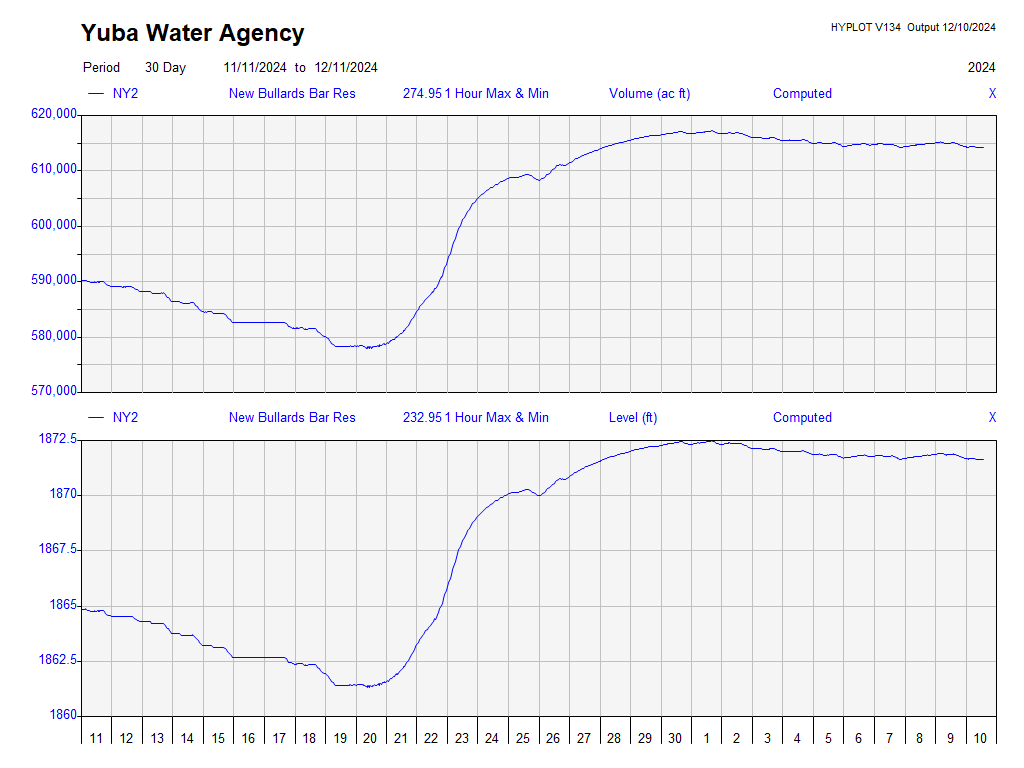 Yuba Water Agency
HYPLOT V134 Output 12/10/2024
Period 30 Day 11/11/2024 to 12/11/2024 2024
NY2 New Bullards Bar Res 274.95 1 Hour Max & Min Volume (ac ft) Computed X
620,000
610,000
600,000
590,000
580,000
570,000
NY2 New Bullards Bar Res 232.95 1 Hour Max & Min Level (ft) Computed X
1872.5
1870
1867.5
1865
1862.5
1860
11 12 13 14 15 16 17 18 19 20 21 22 23 24 25 26 27 28 29 30 1 2 3 4 5 6 7 8 9 10